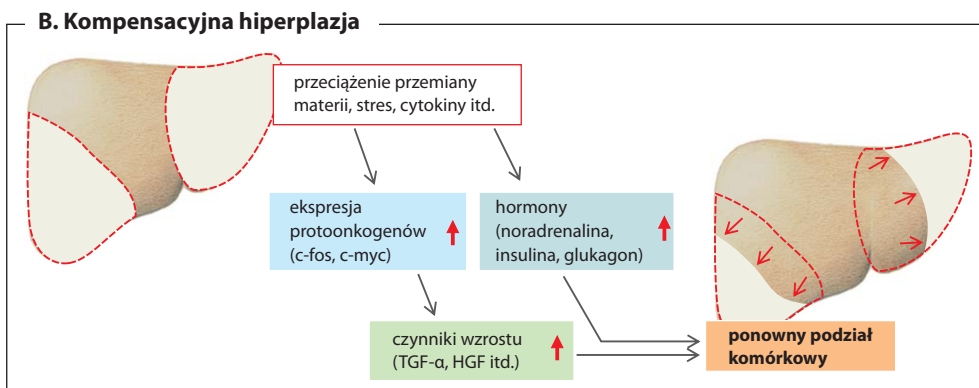 B. Kompensacyjna hiperplazja
przeciążenie przemiany
materii, stres, cytokiny itd.
ekspresja
protoonkogenów
(c-fos, c-myc)
hormony
(noradrenalina,
insulina, glukagon)
czynniki wzrostu
(TGF-α, HGF itd.)
ponowny podział
komórkowy